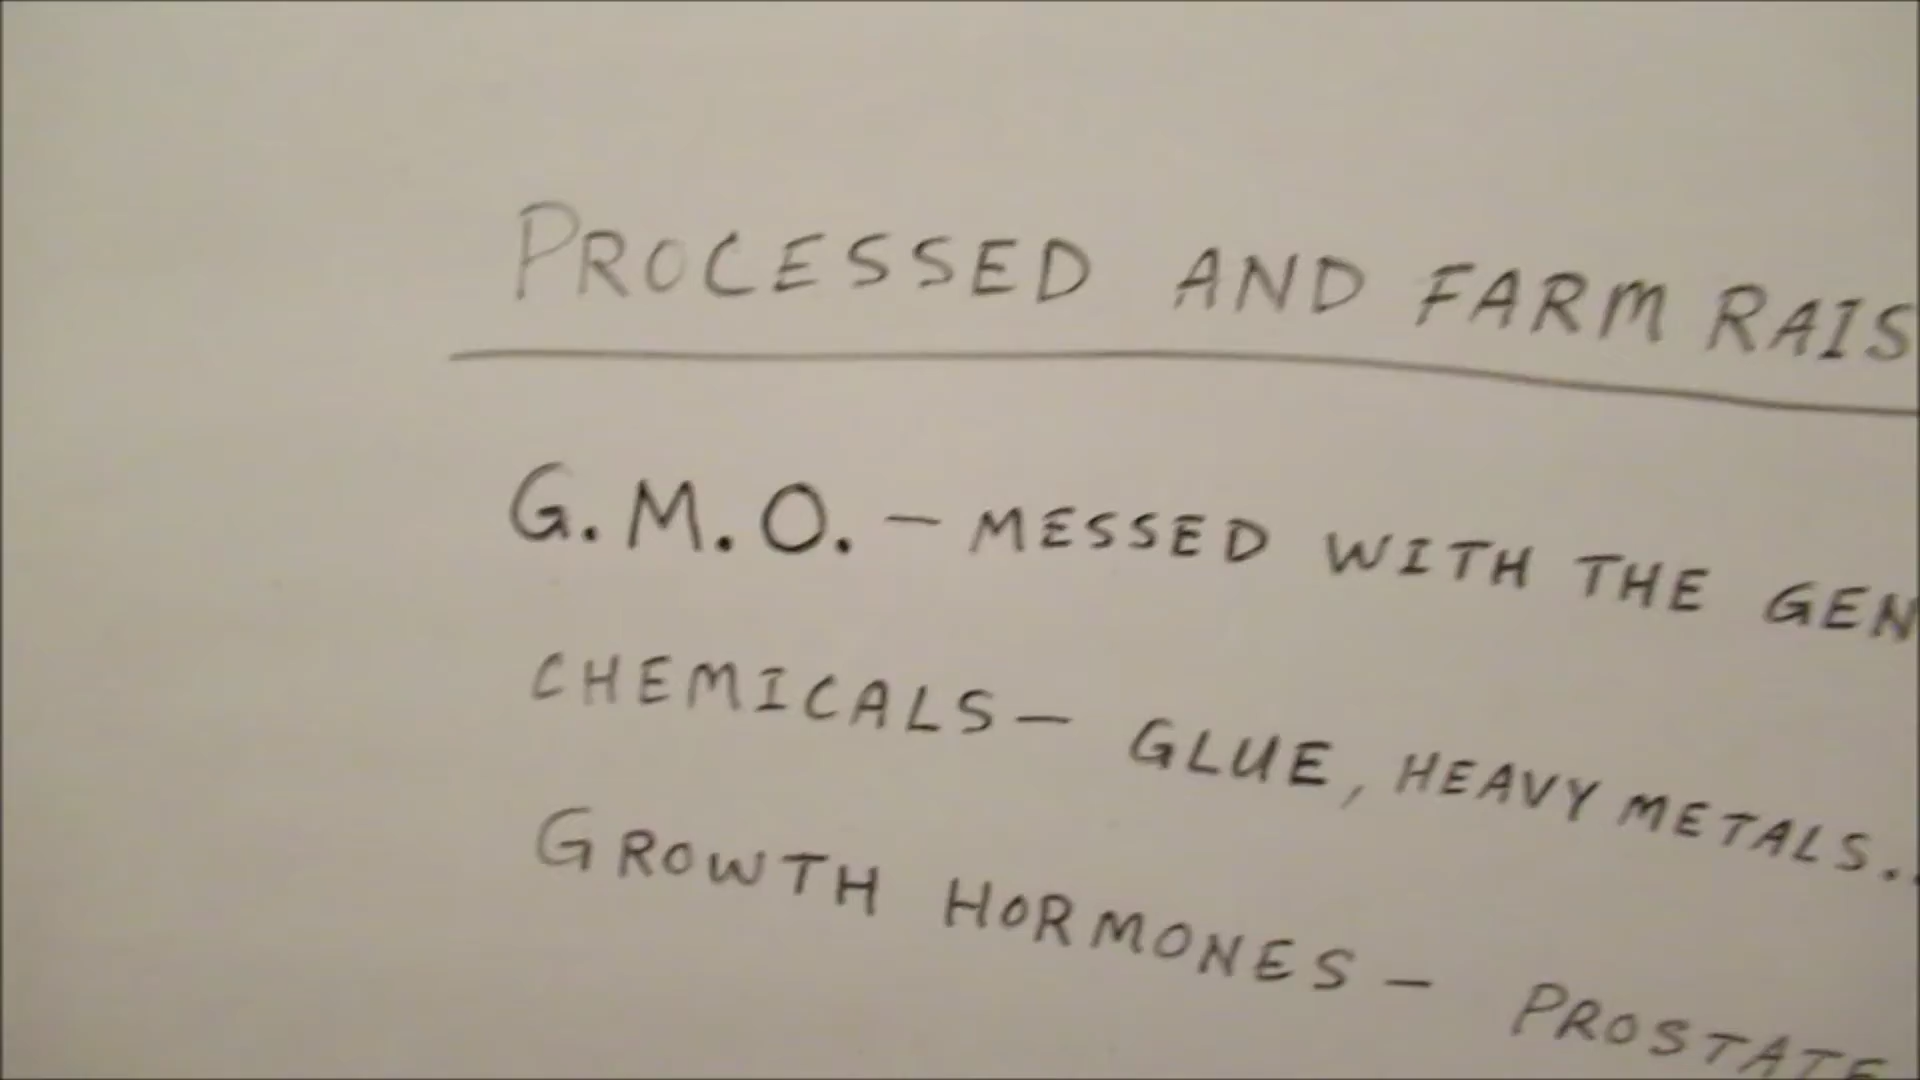 PROCESSED AND FARM RAIS
G.M.O. – MESSED WITH THE GEN
CHEMICALS – GLUE, HEAVY METALS..
GROWTH HORMONES – PROSTATE